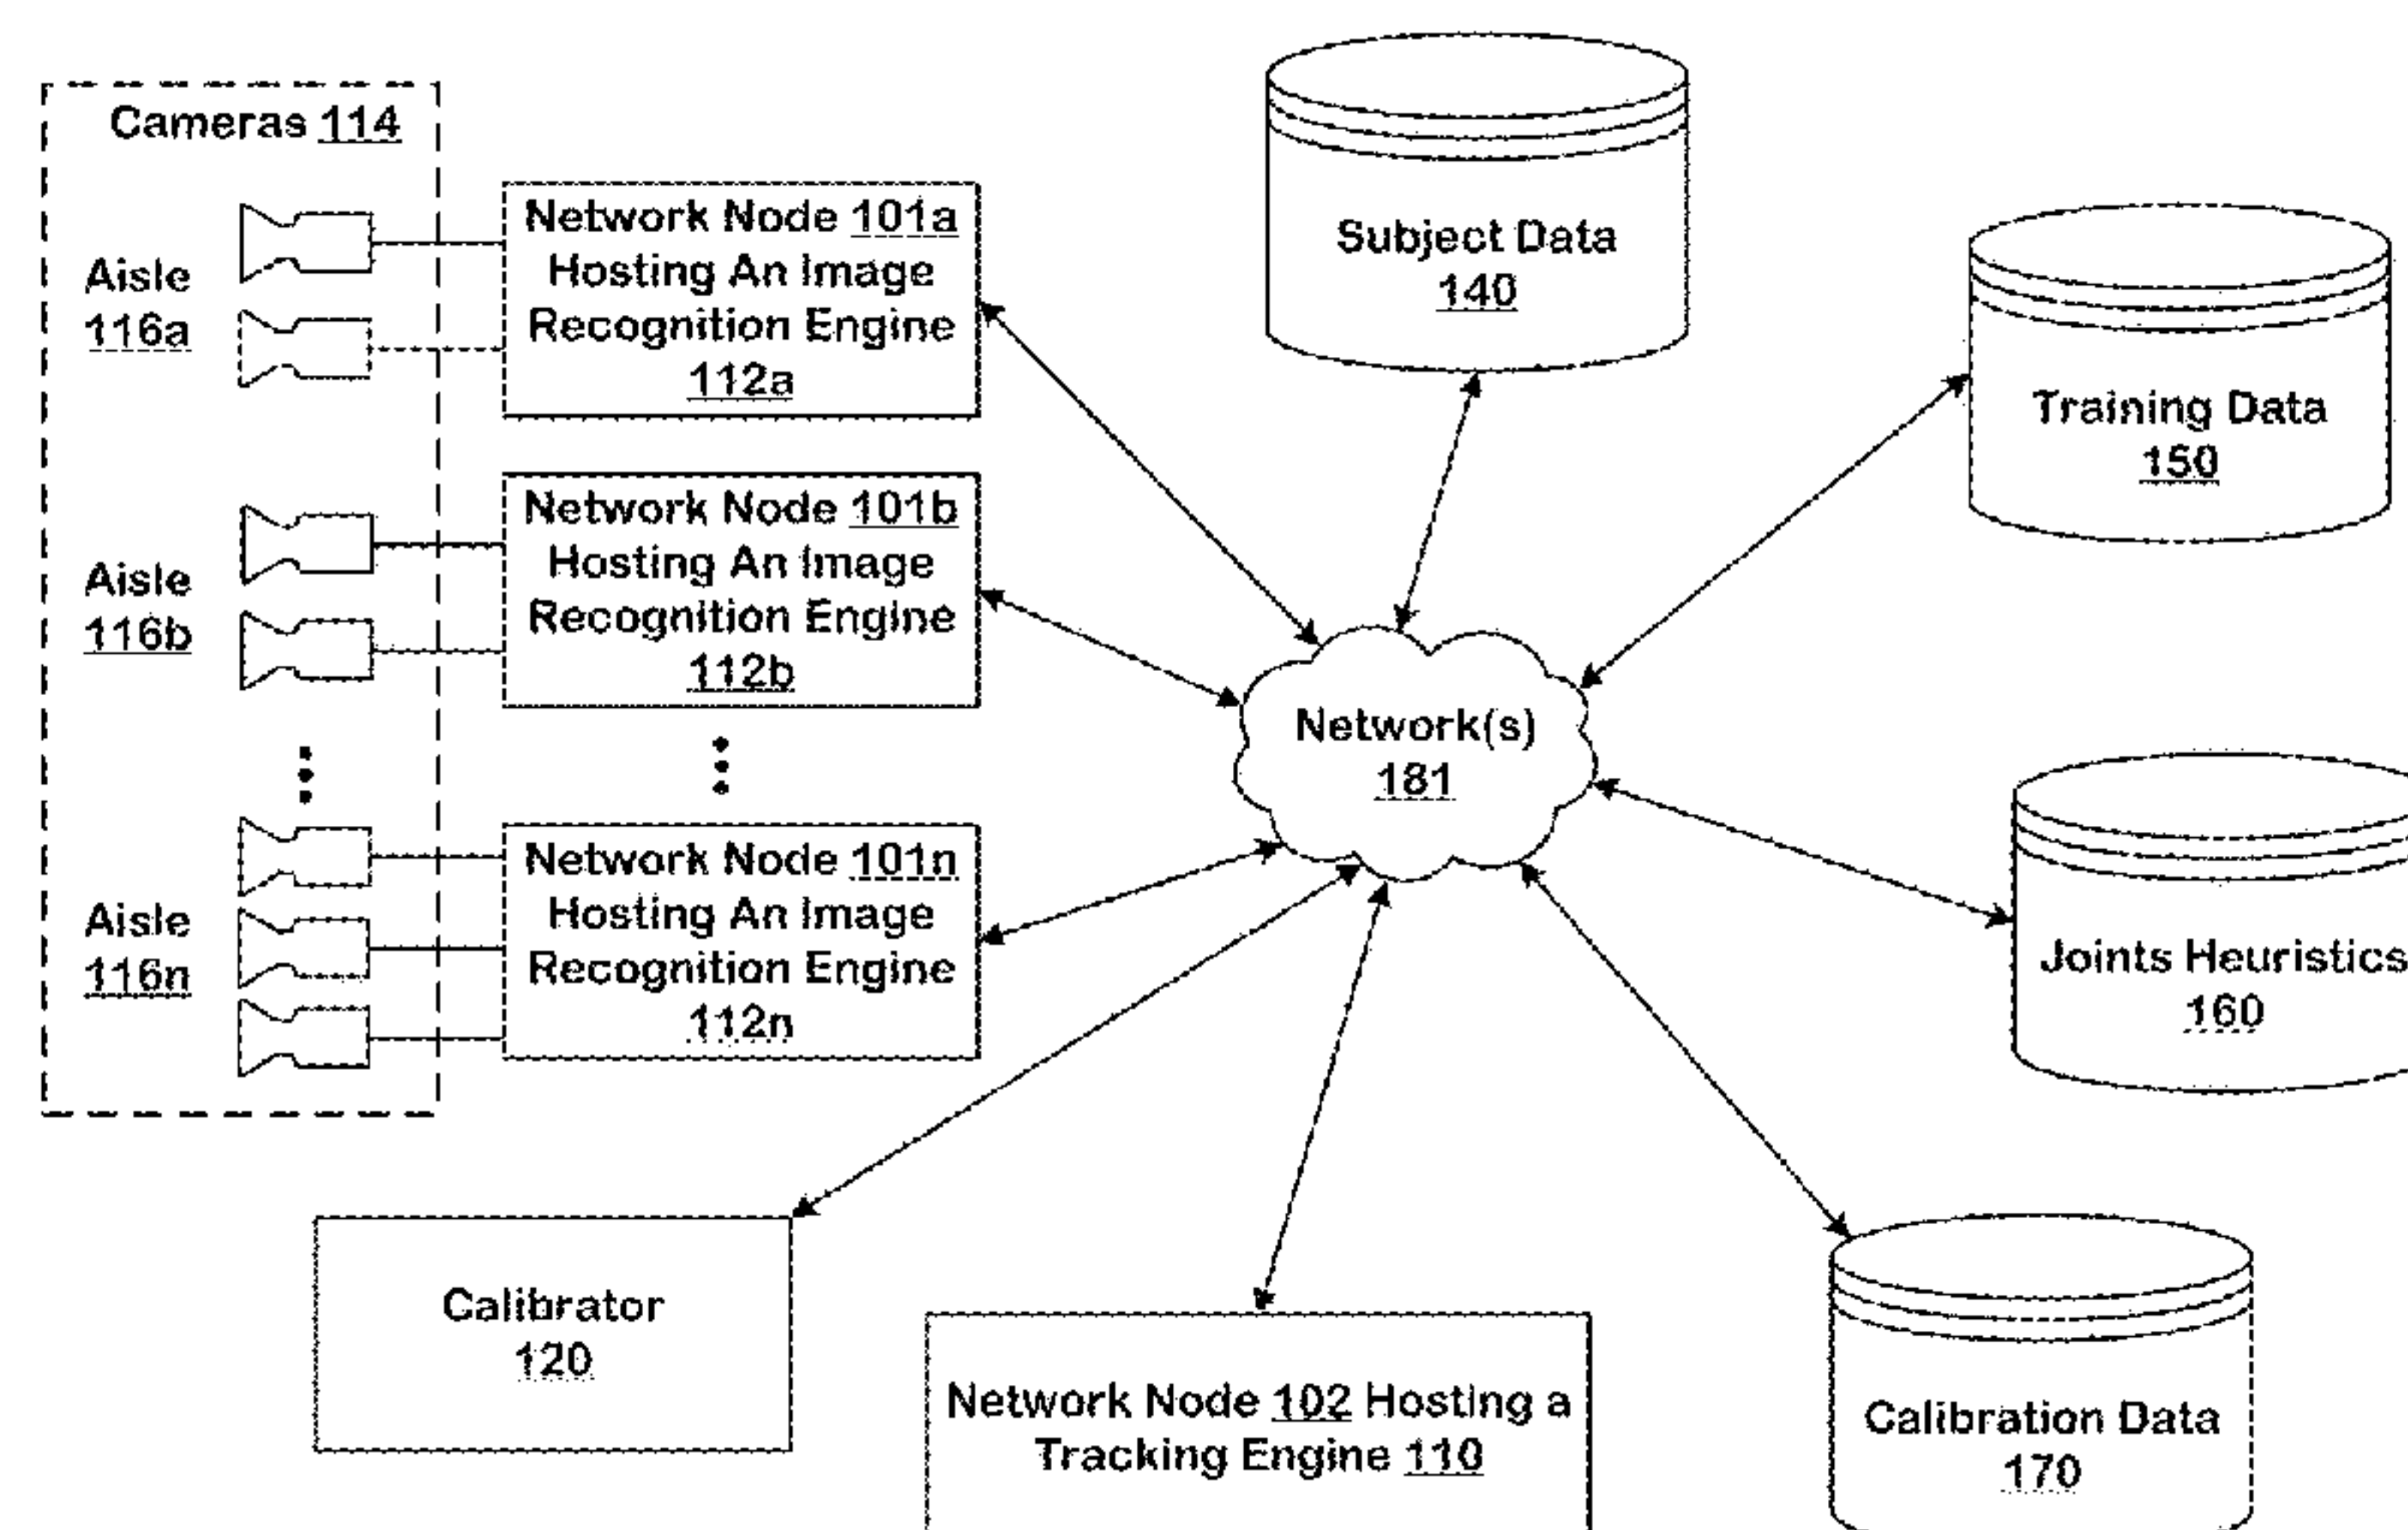 Cameras 114
Aisle
116a
Network Node 101a
Hosting An Image
Recognition Engine
112a
Aisle
116b
Network Node 101b
Hosting An Image
Recognition Engine
112b
Aisle
116n
Network Node 101n
Hosting An Image
Recognition Engine
112n
Subject Data
140
Training Data
150
Network(s)
181
Joints Heuristics
160
Calibrator
120
Network Node 102 Hosting a
Tracking Engine 110
Calibration Data
170